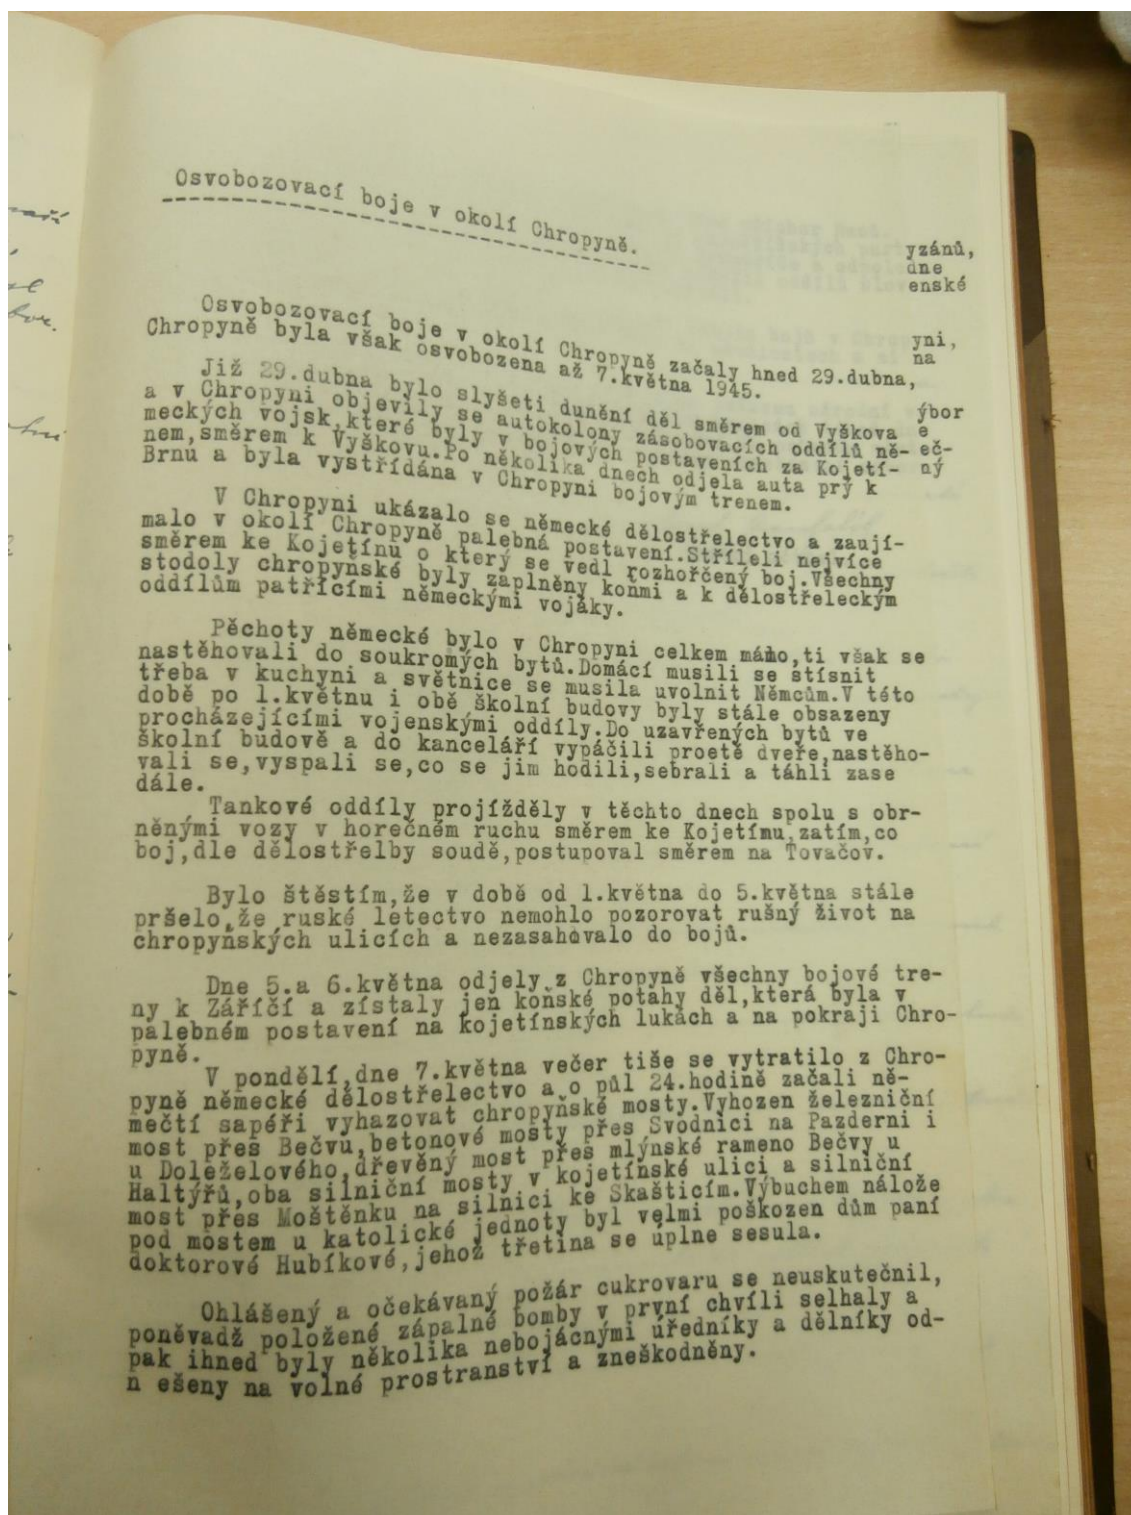 Osvobozovací boje v okolí Chropyně.
Osvobozovací boje v okolí Chropyně začaly hned 29.dubna,
Chropyně byla však osvobozena až 7.května 1945.
Již 29.dubna bylo slyšeti dunění děl směrem od Vyškova
a v Chropyni objevily se autokolony zásobovacích oddílů ně-
meckých vojsk,které byly v bojových postaveních za Kojetí-
nem,směrem k Vyškovu.Po několika dnech odjela auta prý k
Brnu a byla vystřídána v Chropyni bojovým trenem.
V Chropyni ukázalo se německé dělostřelectvo a zaují-
malo v okolí Chropyně palebná postavení.Stříleli nejvíce
směrem ke Kojetínu o který se vedl rozhořčený boj.Všechny
stodoly chropyňské byly zaplněny koňmi a k dělostřeleckým
oddílům patřícími německými vojáky.
Pěchoty německé bylo v Chropyni celkem málo,ti však se
nastěhovali do soukromých bytů.Domácí musili se stísnit
třeba v kuchyni a světnice se musila uvolnit Němcům.V této
době po 1.květnu i obě školní budovy byly stále obsazeny
procházejícími vojenskými oddíly.Do uzavřených bytů ve
školní budově a do kanceláří vypáčili prostě dveře,nastěho-
vali se,vyspali se,co se jim hodili,sebrali a táhli zase
dále.
Tankové oddíly projížděly v těchto dnech spolu s obr-
něnými vozy v horečném ruchu směrem ke Kojetínu,zatím,co
boj,dle dělostřelby soudě,postupoval směrem na Tovačov.
Bylo štěstím,že v době od 1.května do 5.května stále
pršelo,že ruské letectvo nemohlo pozorovat rušný život na
chropyňských ulicích a nezasahovalo do bojů.
Dne 5.a 6.května odjely z Chropyně všechny bojové tre-
ny k Záříčí a zístaly jen koňské potahy děl,která byla v
palebném postavení na kojetínských lukách a na pokraji Chro-
pyně.
V pondělí,dne 7.května večer tiše se vytratilo z Chro-
pyně německé dělostřelectvo a o půl 24.hodině začali ně-
mečtí sapéři vyhazovat chropyňské mosty.Vyhozen železniční
most přes Bečvu,betonové mosty přes Svodnici na Pazderni i
u Doleželového,dřevěný most přes mlýnské rameno Bečvy u
Haltýřů,oba silniční mosty v kojetínské ulici a silniční
most přes Moštěnku na silnici ke Skašticím.Výbuchem nálože
pod mostem u katolické jednoty byl velmi poškozen dům paní
doktorové Hubíkové,jehož třetina se úplne sesula.
Ohlášený a očekávaný požár cukrovaru se neuskutečnil,
poněvadž položené zápalné bomby v první chvíli selhaly a
pak ihned byly několika nebojácnými úředníky a dělníky od-
n ešeny na volné prostranství a zneškodněny.
yzánů,
dne
enské
yni,
na
ýbor
e
eč-
ný